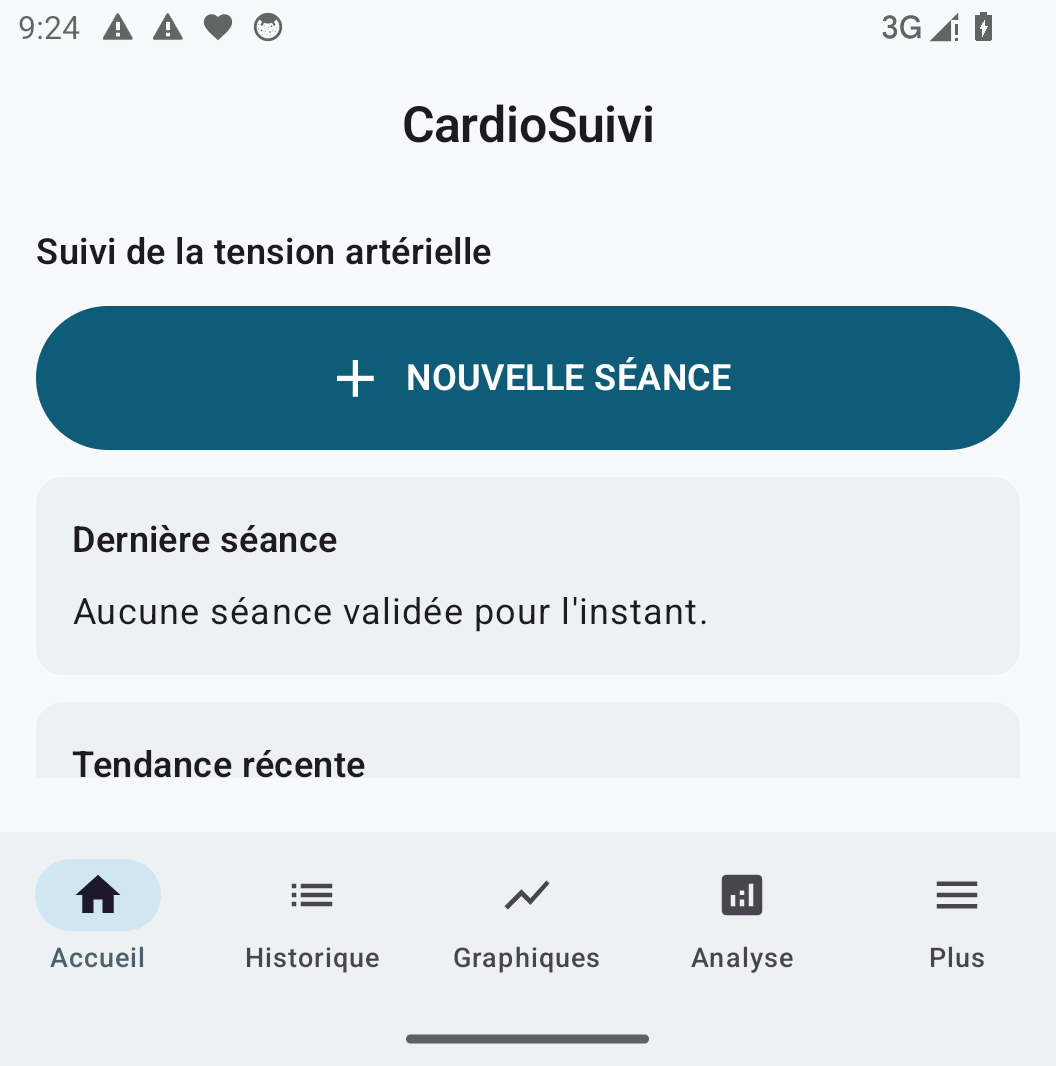 9:24
3G
CardioSuivi
Suivi de la tension artérielle
NOUVELLE SÉANCE
Dernière séance
Aucune séance validée pour l'instant.
Tendance récente
Accueil
Historique
Graphiques
Analyse
Plus